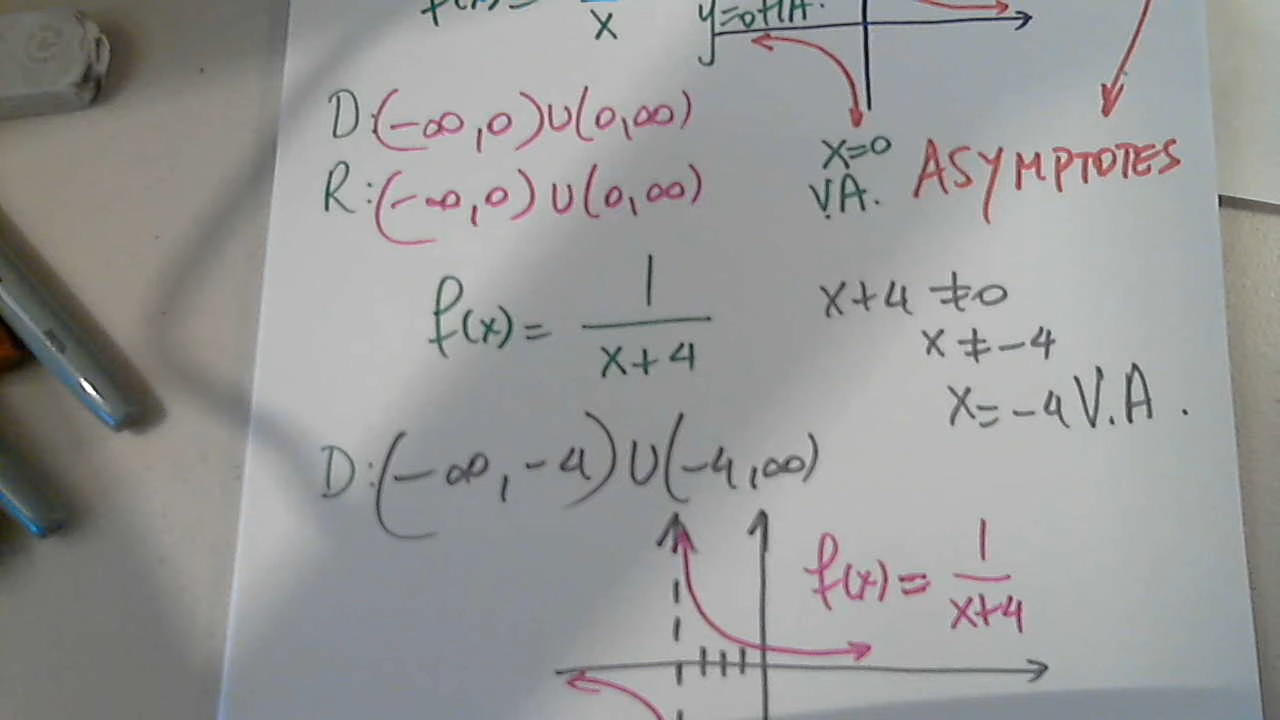 x
y=0 H.A.
D:(-∞,0)∪(0,∞)
R:(-∞,0)∪(0,∞)
x=0
V.A.
ASYMPTOTES
f(x)= 1/(x+4)
x+4 ≠0
x ≠ -4
x= -4 V.A.
D:(-∞,-4)∪(-4,∞)
f(x)= 1/(x+4)